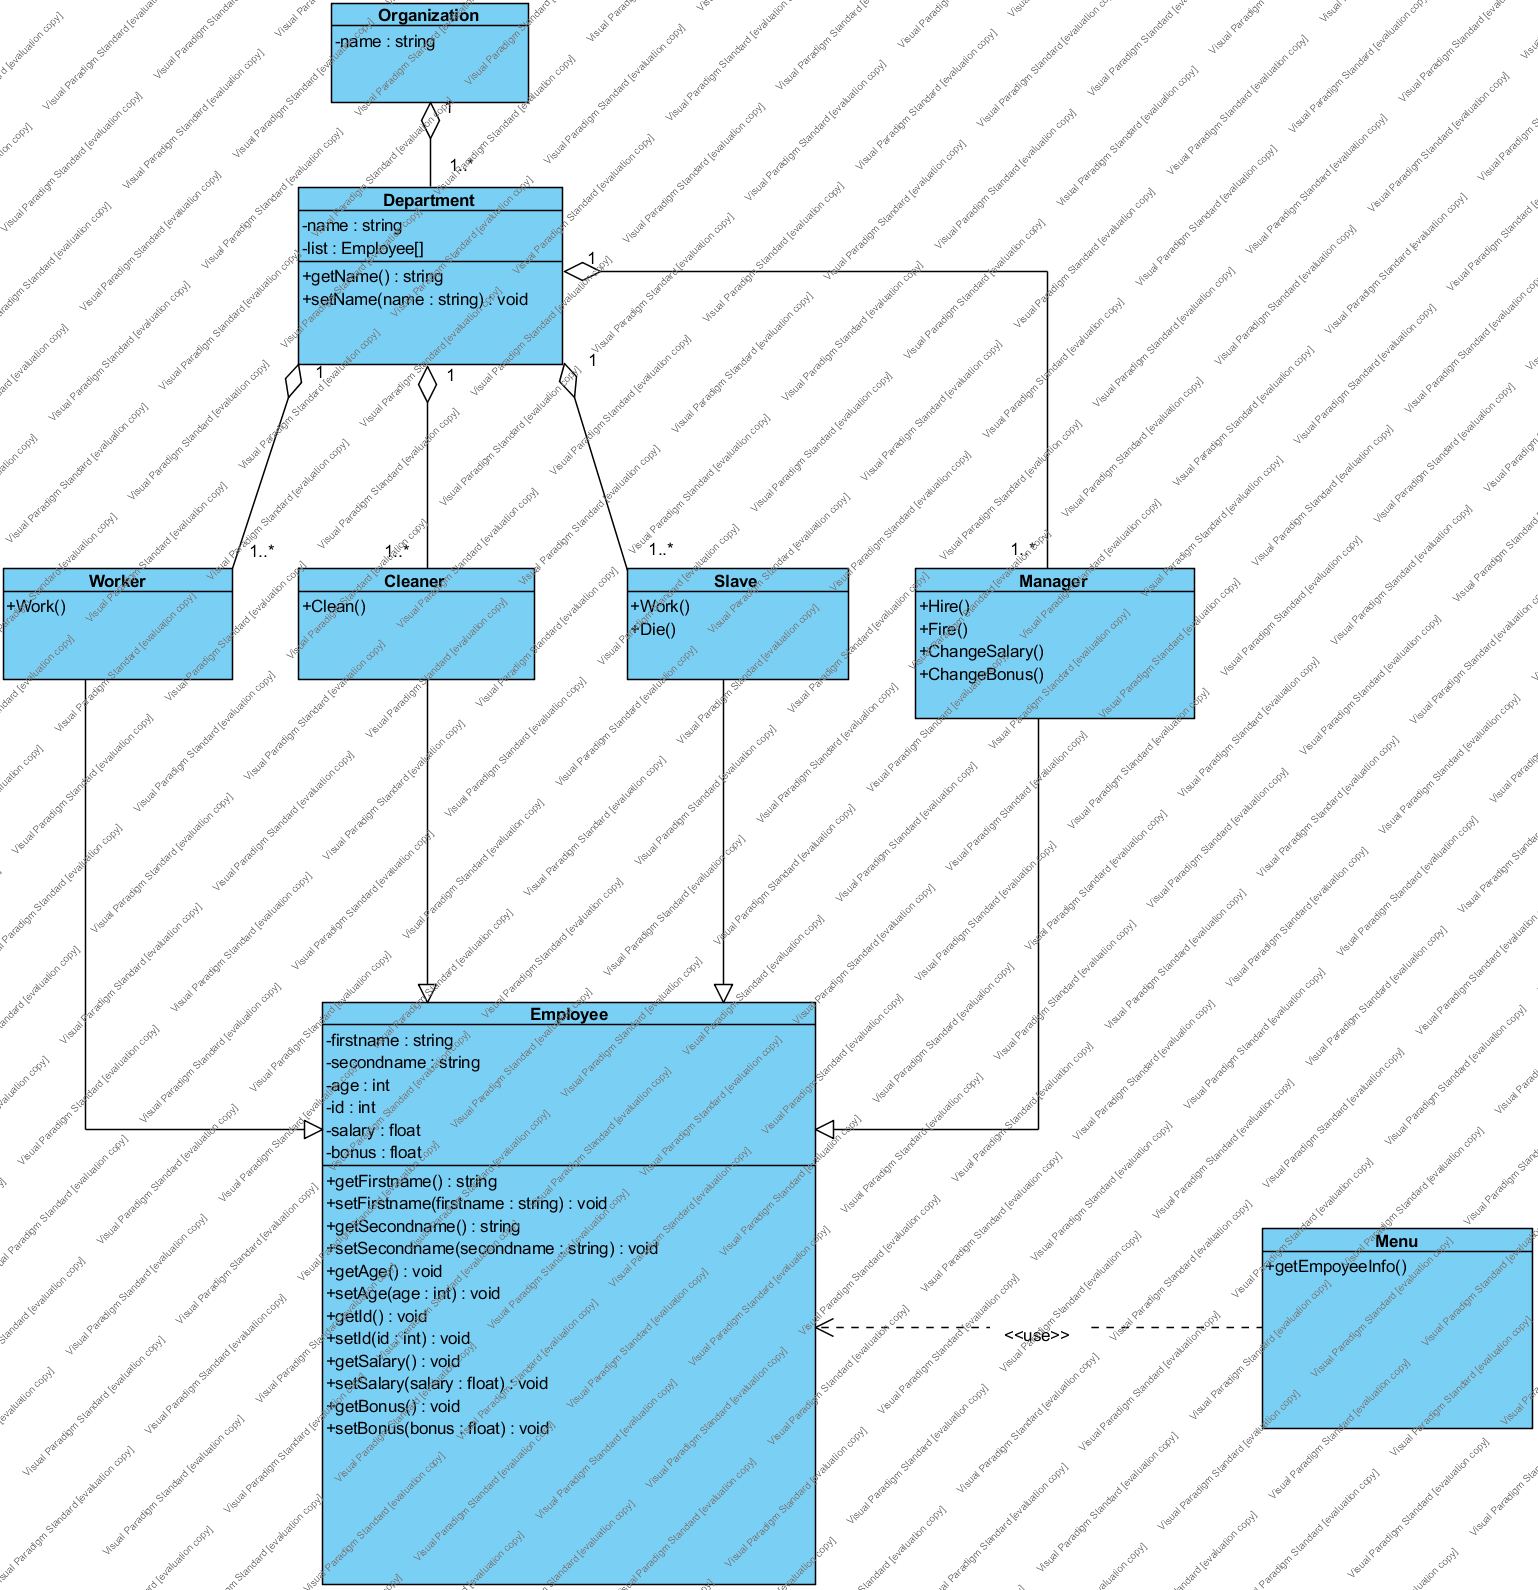 Organization
-name : string
1
1..*
Department
-name : string
-list : Employee[]
+getName() : string
+setName(name : string) : void
1
1
1
1
1..*
1..*
1..*
1..*
Worker
+Work()
Cleaner
+Clean()
Slave
+Work()
+Die()
Manager
+Hire()
+Fire()
+ChangeSalary()
+ChangeBonus()
Employee
-firstname : string
-secondname : string
-age : int
-id : int
-salary : float
-bonus : float
+getFirstname() : string
+setFirstname(firstname : string) : void
+getSecondname() : string
+setSecondname(secondname : string) : void
+getAge() : void
+setAge(age : int) : void
+getId() : void
+setId(id : int) : void
+getSalary() : void
+setSalary(salary : float) : void
+getBonus() : void
+setBonus(bonus : float) : void
<<use>>
Menu
+getEmpoyeeInfo()
Visual Paradigm Standard [evaluation copy]